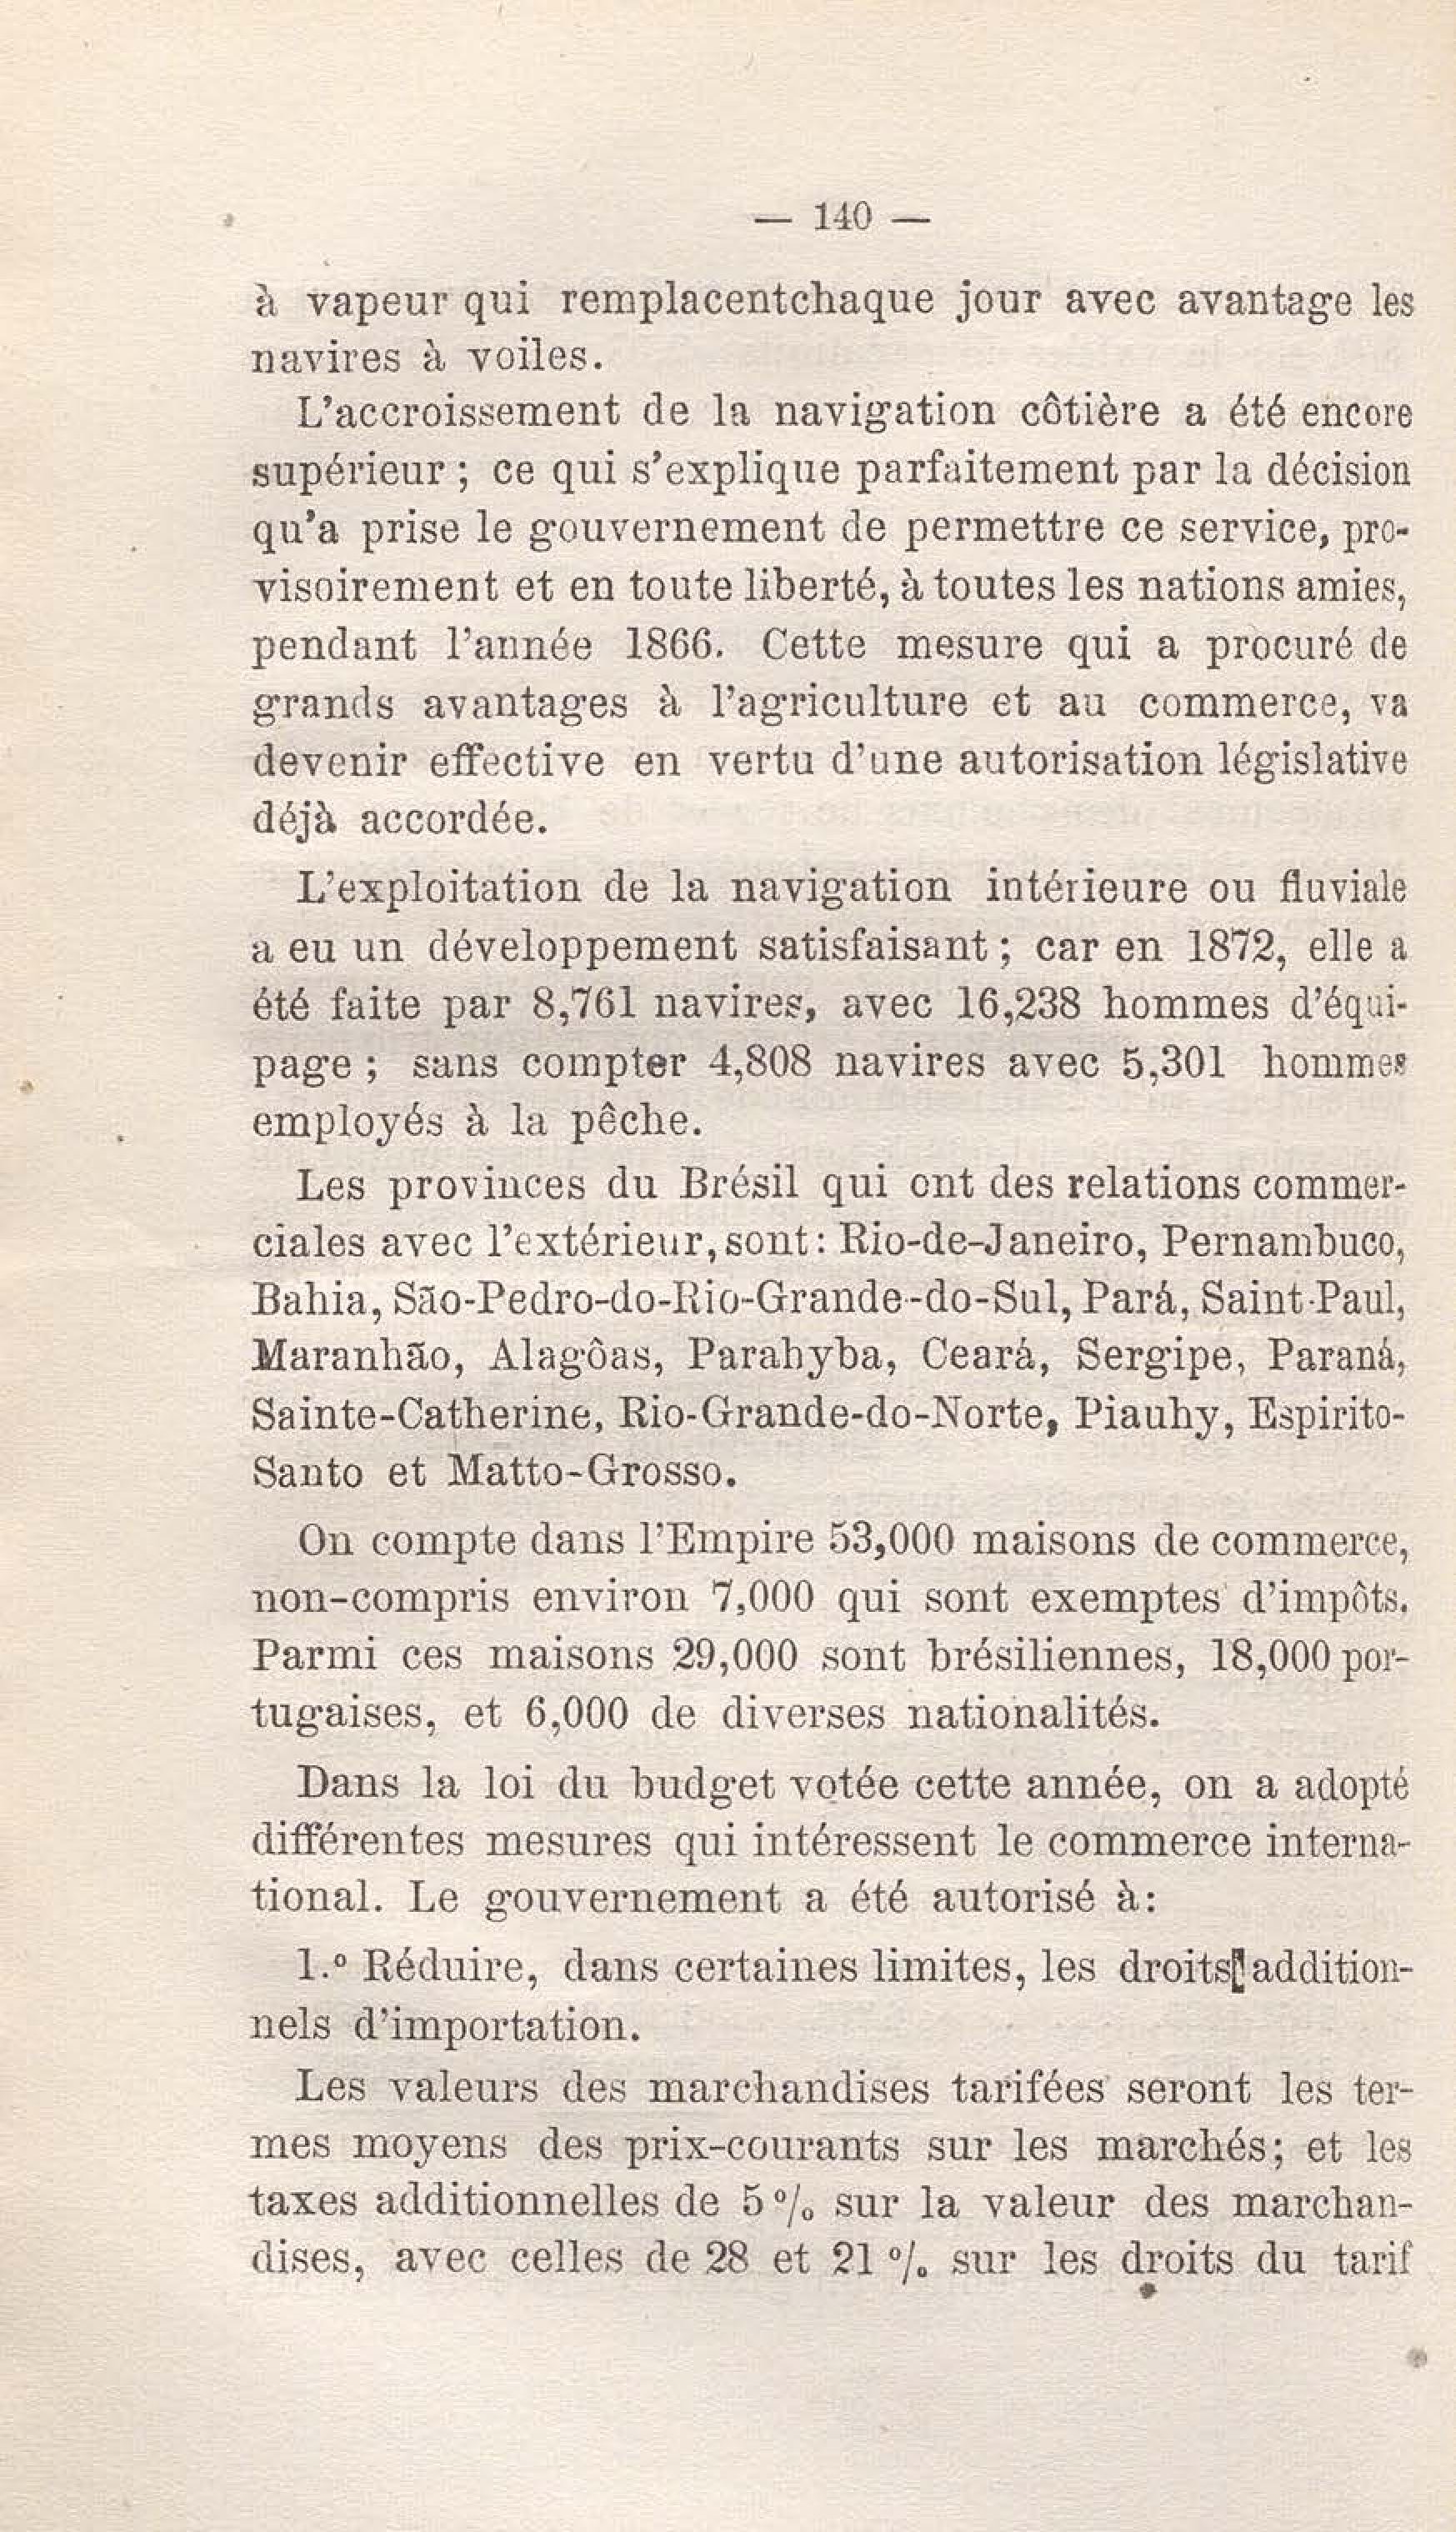 — 140 —
à vapeur qui remplacentchaque jour avec avantage les
navires à voiles.
L'accroissement de la navigation côtière a été encore
supérieur ; ce qui s'explique parfaitement par la décision
qu'a prise le gouvernement de permettre ce service, pro-
visoirement et en toute liberté, à toutes les nations amies,
pendant l'année 1866. Cette mesure qui a procuré de
grands avantages à l'agriculture et au commerce, va
devenir effective en vertu d'une autorisation législative
déjà accordée.
L'exploitation de la navigation intérieure ou fluviale
a eu un développement satisfaisant ; car en 1872, elle a
été faite par 8,761 navires, avec 16,238 hommes d'équi-
page ; sans compter 4,808 navires avec 5,301 hommes
employés à la pêche.
Les provinces du Brésil qui ont des relations commer-
ciales avec l'extérieur, sont : Rio-de-Janeiro, Pernambuco,
Bahia, São-Pedro-do-Rio-Grande-do-Sul, Pará, Saint-Paul,
Maranhão, Alagôas, Parahyba, Ceará, Sergipe, Paraná,
Sainte-Catherine, Rio-Grande-do-Norte, Piauhy, Espirito-
Santo et Matto-Grosso.
On compte dans l'Empire 53,000 maisons de commerce,
non-compris environ 7,000 qui sont exemptes d'impôts.
Parmi ces maisons 29,000 sont brésiliennes, 18,000 por-
tugaises, et 6,000 de diverses nationalités.
Dans la loi du budget votée cette année, on a adopté
différentes mesures qui intéressent le commerce interna-
tional. Le gouvernement a été autorisé à :
1.º Réduire, dans certaines limites, les droits addition-
nels d'importation.
Les valeurs des marchandises tarifées seront les ter-
mes moyens des prix-courants sur les marchés ; et les
taxes additionnelles de 5 % sur la valeur des marchan-
dises, avec celles de 28 et 21 % sur les droits du tarif